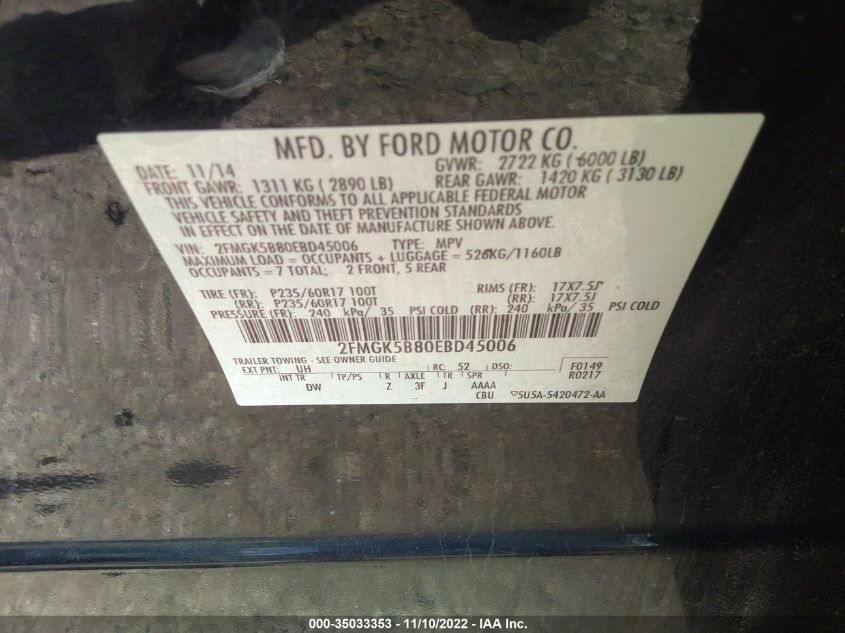 MFD. BY FORD MOTOR CO.
DATE: 11/14 GVWR: 2722 KG ( 6000 LB)
FRONT GAWR: 1311 KG ( 2890 LB) REAR GAWR: 1420 KG ( 3130 LB)
THIS VEHICLE CONFORMS TO ALL APPLICABLE FEDERAL MOTOR
VEHICLE SAFETY AND THEFT PREVENTION STANDARDS
IN EFFECT ON THE DATE OF MANUFACTURE SHOWN ABOVE.
VIN: 2FMGK5B80EBD45006 TYPE: MPV
MAXIMUM LOAD = OCCUPANTS + LUGGAGE = 526KG/1160LB
OCCUPANTS = 7 TOTAL; 2 FRONT, 5 REAR
TIRE (FR): P235/60R17 100T RIMS (FR): 17X7.5J"
(RR): P235/60R17 100T (RR): 17X7.5J
PRESSURE (FR): 240 kPa/ 35 PSI COLD (RR): 240 kPa/ 35 PSI COLD
2FMGK5B80EBD45006
TRAILER TOWING - SEE OWNER GUIDE
EXT PNT: UH RC: 52 DSO: F0149
INT TR TP/PS R AXLE TR SPR R0217
DW Z 3F J AAAA
CBU 5U5A-5420472-AA
000-35033353 - 11/10/2022 - IAA Inc.